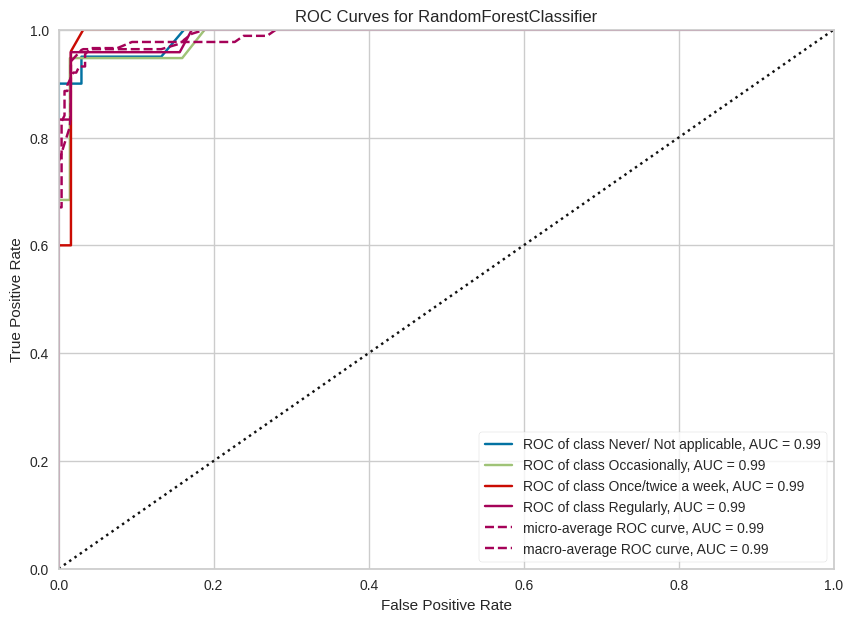 ROC Curves for RandomForestClassifier
True Positive Rate
1.0
0.8
0.6
0.4
0.2
0.0
ROC of class Never/ Not applicable, AUC = 0.99
ROC of class Occasionally, AUC = 0.99
ROC of class Once/twice a week, AUC = 0.99
ROC of class Regularly, AUC = 0.99
micro-average ROC curve, AUC = 0.99
macro-average ROC curve, AUC = 0.99
0.0 0.2 0.4 0.6 0.8 1.0
False Positive Rate